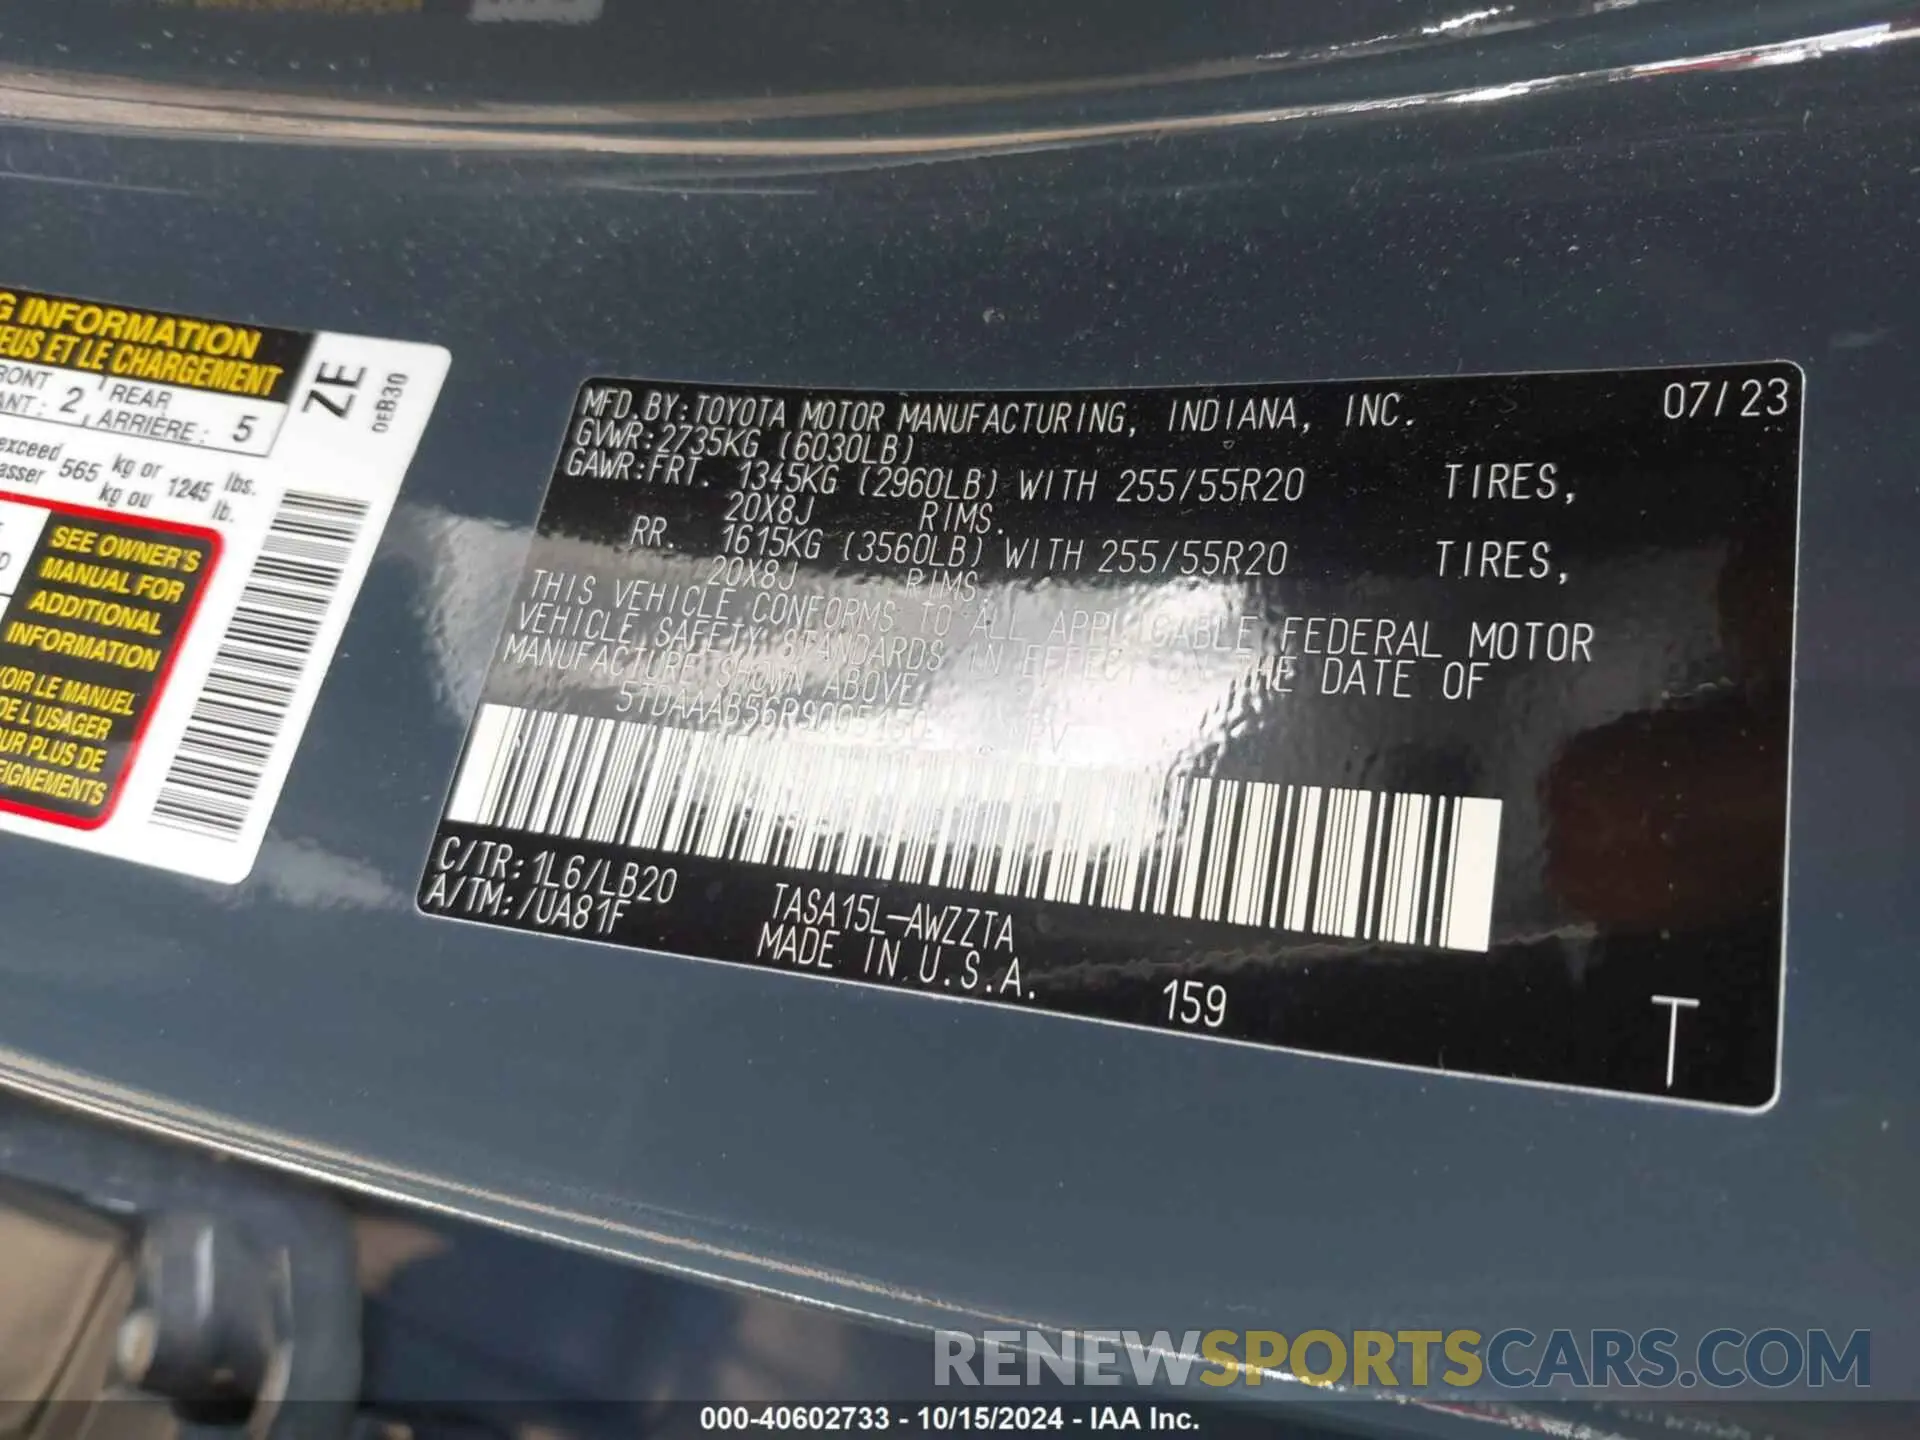 G INFORMATION
EUS ET LE CHARGEMENT
RONT 2 REAR 5
ANT: ARRIÈRE:
exceed 565 kg or 1245 lbs.
asser kg ou lb.
SEE OWNER'S
MANUAL FOR
ADDITIONAL
INFORMATION
VOIR LE MANUEL
DE L'USAGER
UR PLUS DE
EIGNEMENTS
ZE
0EB30
MFD.BY:TOYOTA MOTOR MANUFACTURING, INDIANA, INC. 07/23
GVWR:2735KG (6030LB)
GAWR:FRT. 1345KG (2960LB) WITH 255/55R20 TIRES,
20X8J RIMS.
RR. 1615KG (3560LB) WITH 255/55R20 TIRES,
20X8J RIMS.
THIS VEHICLE CONFORMS TO ALL APPLICABLE FEDERAL MOTOR
VEHICLE SAFETY STANDARDS IN EFFECT ON THE DATE OF
MANUFACTURE SHOWN ABOVE.
C/TR:1L6/LB20
A/TM:/UA81F
TASA15L-AWZZTA
MADE IN U.S.A.
159
T
RENEWSPORTSCARS.COM
000-40602733 - 10/15/2024 - IAA Inc.